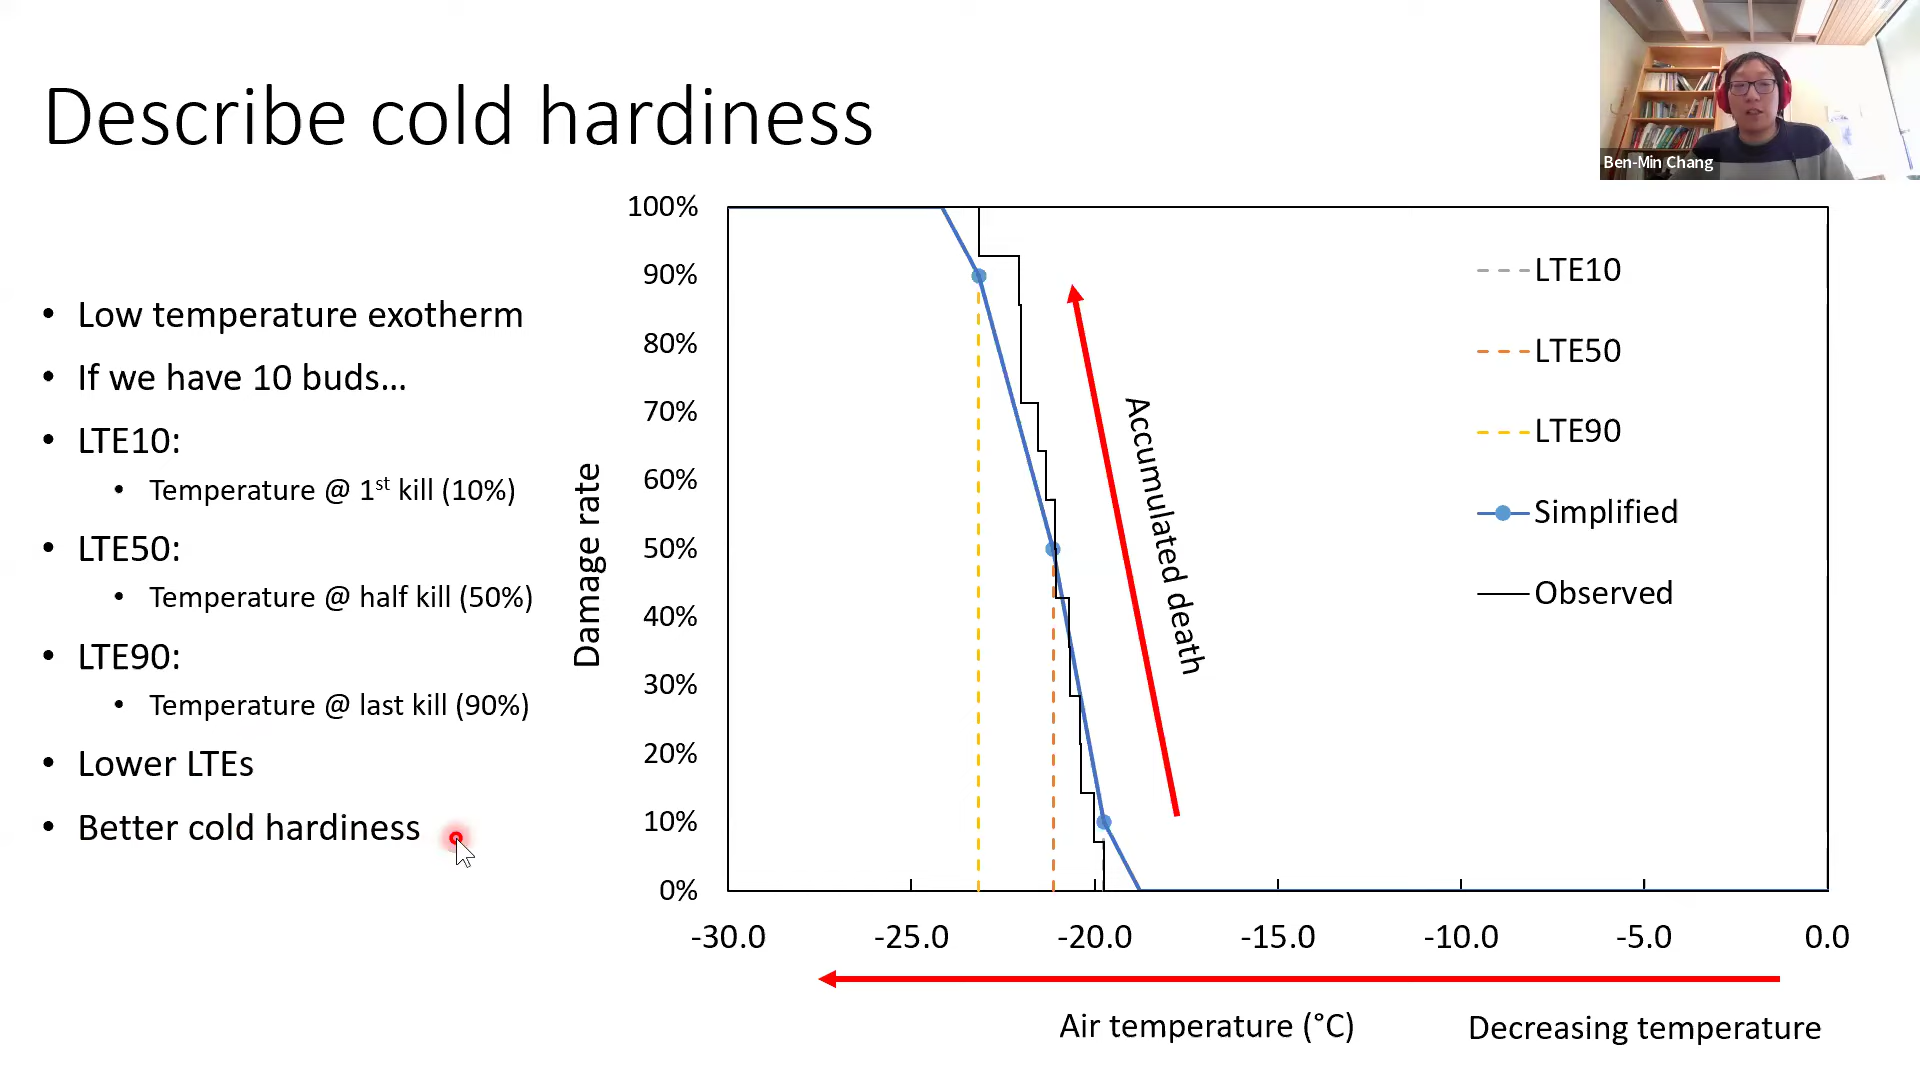 Describe cold hardiness
Ben-Min Chang
• Low temperature exotherm
• If we have 10 buds...
• LTE10:
• Temperature @ 1st kill (10%)
• LTE50:
• Temperature @ half kill (50%)
• LTE90:
• Temperature @ last kill (90%)
• Lower LTEs
• Better cold hardiness
Damage rate
100%
90%
80%
70%
60%
50%
40%
30%
20%
10%
0%
Accumulated death
LTE10
LTE50
LTE90
Simplified
Observed
-30.0 -25.0 -20.0 -15.0 -10.0 -5.0 0.0
Air temperature (°C)
Decreasing temperature